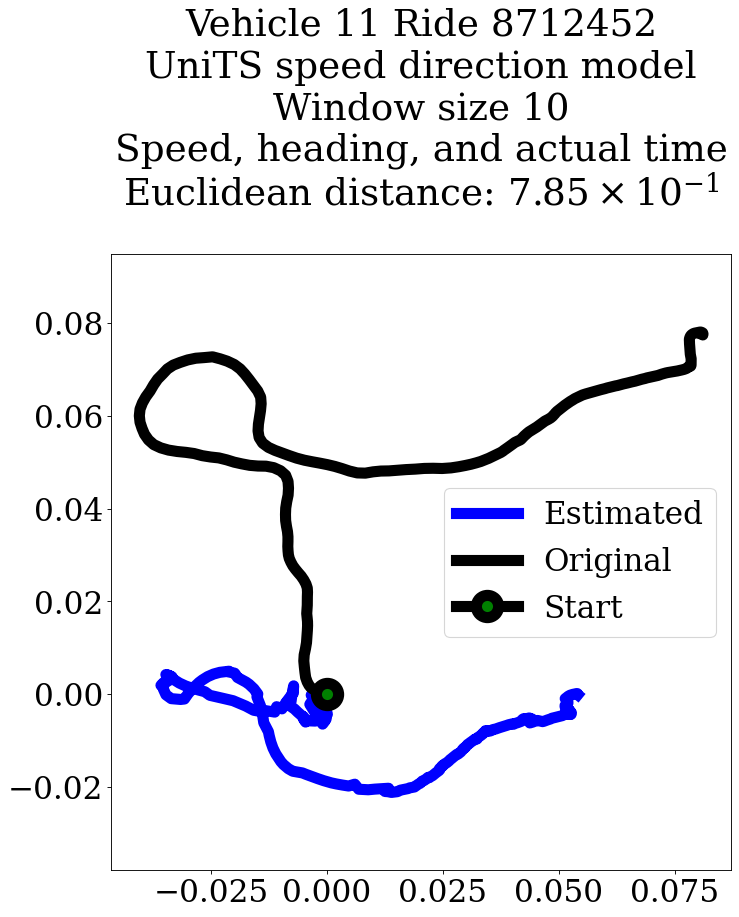 Vehicle 11 Ride 8712452
UniTS speed direction model
Window size 10
Speed, heading, and actual time
Euclidean distance: 7.85 × 10⁻¹
0.08
0.06
0.04
0.02
0.00
−0.02
Estimated
Original
Start
−0.025 0.000 0.025 0.050 0.075